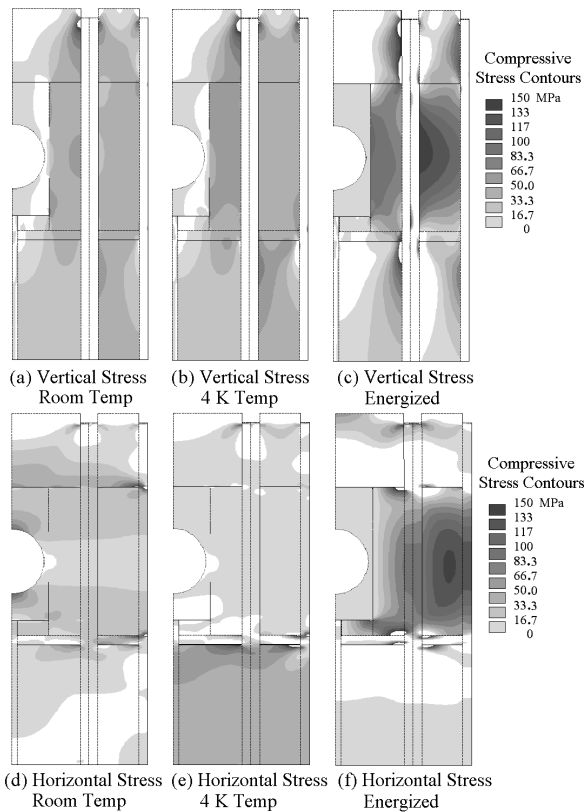 Compressive
Stress Contours
150 MPa
133
117
100
83.3
66.7
50.0
33.3
16.7
0
(a) Vertical Stress
Room Temp
(b) Vertical Stress
4 K Temp
(c) Vertical Stress
Energized
Compressive
Stress Contours
150 MPa
133
117
100
83.3
66.7
50.0
33.3
16.7
0
(d) Horizontal Stress
Room Temp
(e) Horizontal Stress
4 K Temp
(f) Horizontal Stress
Energized